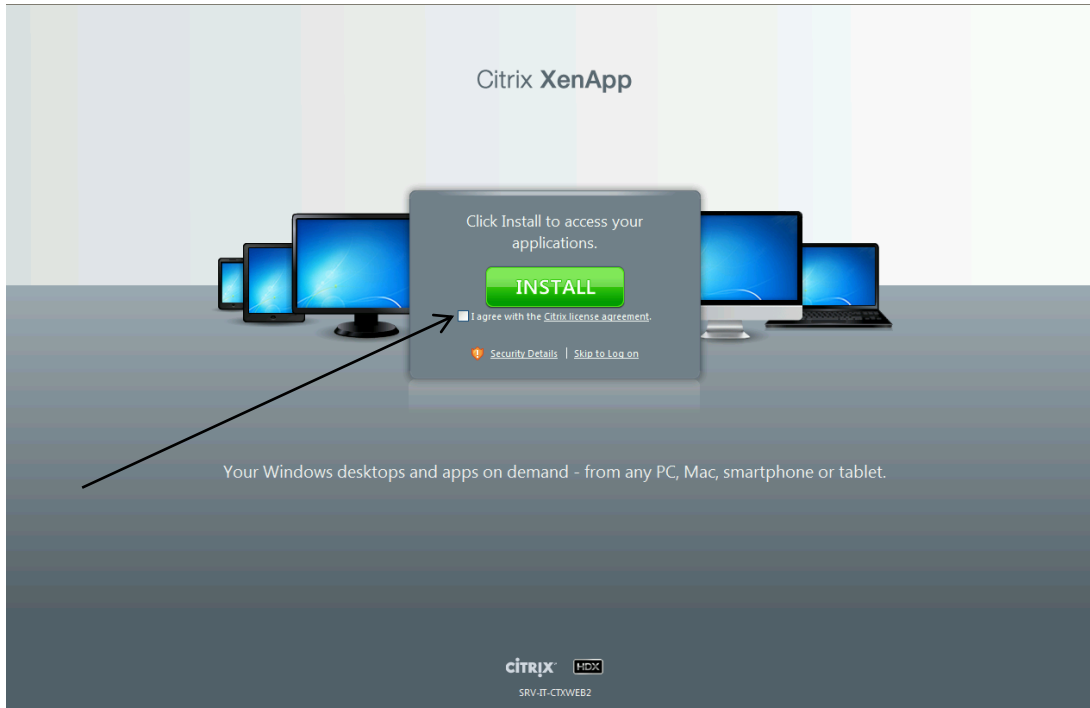 Citrix XenApp
Click Install to access your
applications.
INSTALL
I agree with the Citrix license agreement.
Security Details | Skip to Log on
Your Windows desktops and apps on demand - from any PC, Mac, smartphone or tablet.
CITRIX HDX
SRV-IT-CTXWEB2